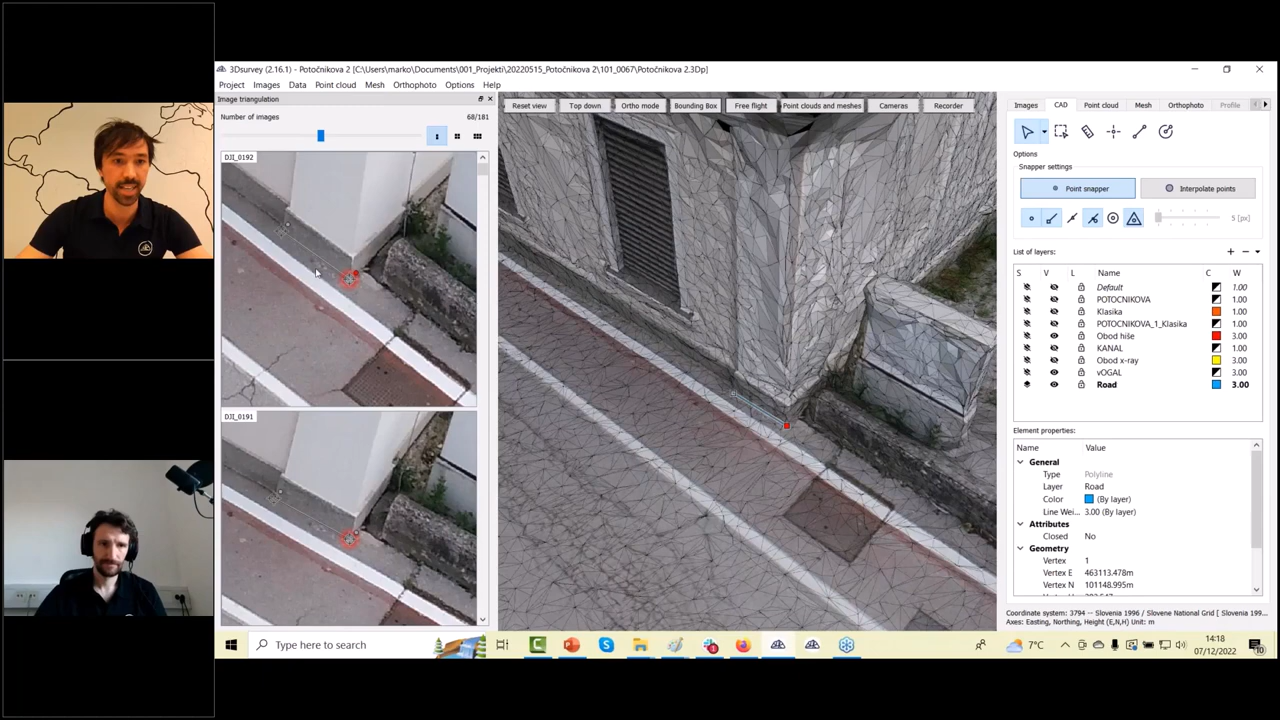 3Dsurvey (2.16.1) - Potočnikova 2 [C:\Users\marko\Documents\001_Projekti\20220515_Potočnikova 2\101_0067\Potočnikova 2.3Dp]
Project Images Data Point cloud Mesh Orthophoto Options Help
Image triangulation
Number of images 68/181
DJI_0192
DJI_0191
Reset view Top down Ortho mode Bounding Box Free flight Point clouds and meshes Cameras Recorder
Images CAD Point cloud Mesh Orthophoto Profile
Options
Snapper settings
Point snapper Interpolate points
5 [px]
List of layers:
S V L Name C W
Default 1.00
POTOCNIKOVA 1.00
Klasika 1.00
POTOCNIKOVA_1_Klasika 1.00
Obod hiše 3.00
KANAL 1.00
Obod x-ray 3.00
vOGAL 1.00
Road 3.00
Element properties:
Name Value
General
Type Polyline
Layer Road
Color (By layer)
Line Wei... 3.00 (By layer)
Attributes
Closed No
Geometry
Vertex 1
Vertex E 463113.478m
Vertex N 101148.995m
Coordinate system: 3794 -- Slovenia 1996 / Slovene National Grid [ Slovenia 199...
Axes: Easting, Northing, Height (E,N,H) Unit: m
Type here to search
7°C
14:18
07/12/2022